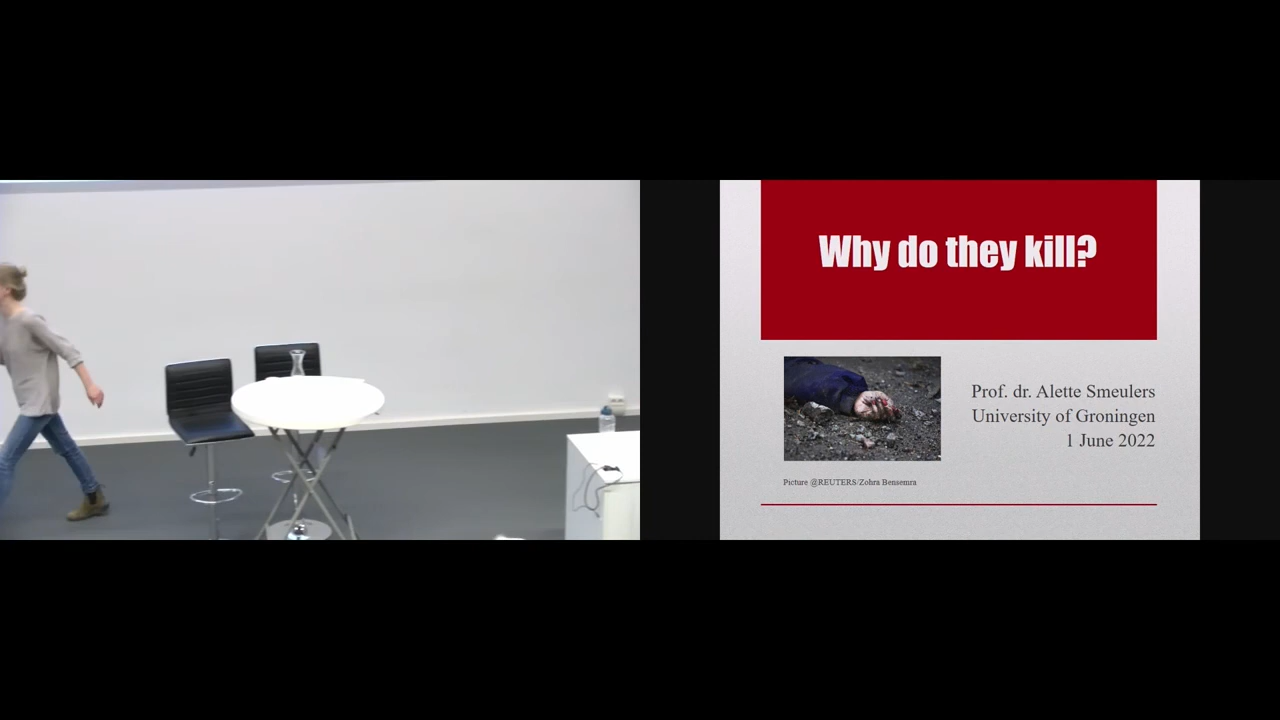 Why do they kill?
Prof. dr. Alette Smeulers
University of Groningen
1 June 2022
Picture @REUTERS/Zohra Bensemra